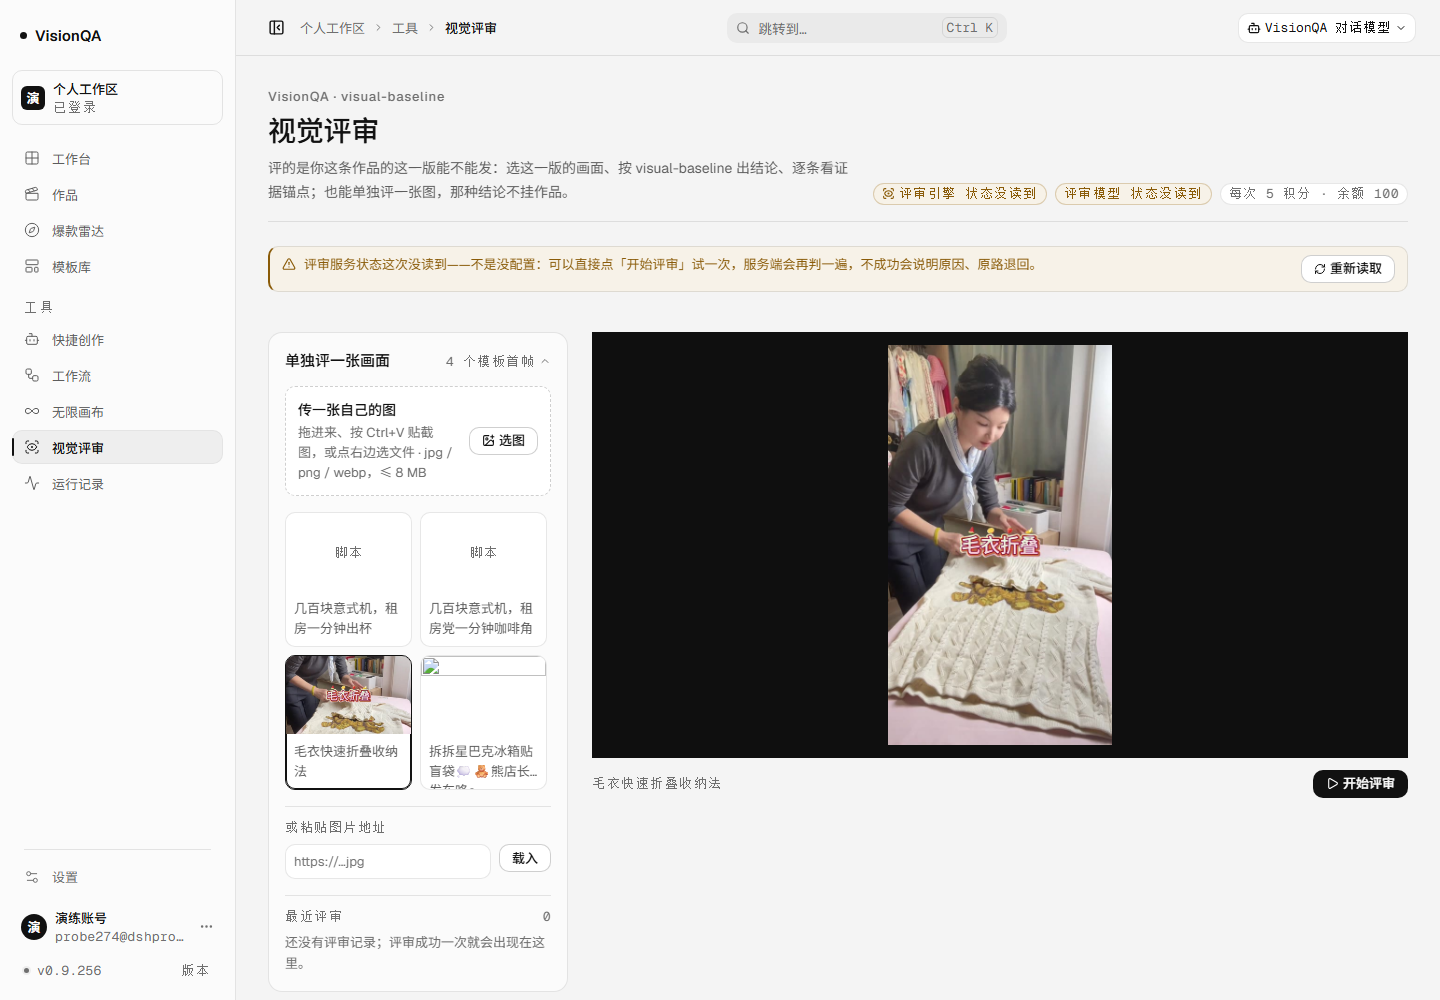 VisionQA
演
个人工作区
已登录
工作台
作品
爆款雷达
模板库
工具
快捷创作
工作流
无限画布
视觉评审
运行记录
设置
演
演练账号
probe274@dshpro…
v0.9.256
版本
个人工作区
工具
视觉评审
跳转到…
Ctrl K
VisionQA 对话模型
VisionQA · visual-baseline
视觉评审
评的是你这条作品的这一版能不能发：选这一版的画面、按 visual-baseline 出结论、逐条看证
据锚点；也能单独评一张图，那种结论不挂作品。
评审引擎 状态没读到
评审模型 状态没读到
每次 5 积分 · 余额 100
评审服务状态这次没读到——不是没配置：可以直接点「开始评审」试一次，服务端会再判一遍，不成功会说明原因、原路退回。
重新读取
单独评一张画面
4 个模板首帧
传一张自己的图
拖进来、按 Ctrl+V 贴截
图，或点右边选文件 · jpg /
png / webp，≤ 8 MB
选图
脚本
几百块意式机，租
房一分钟出杯
脚本
几百块意式机，租
房党一分钟咖啡角
毛衣折叠
毛衣快速折叠收纳
法
拆拆星巴克冰箱贴
盲袋💭 🧸 熊店长…
或粘贴图片地址
https://…jpg
载入
最近评审
0
还没有评审记录；评审成功一次就会出现在这
里。
毛衣折叠
毛衣快速折叠收纳法
开始评审